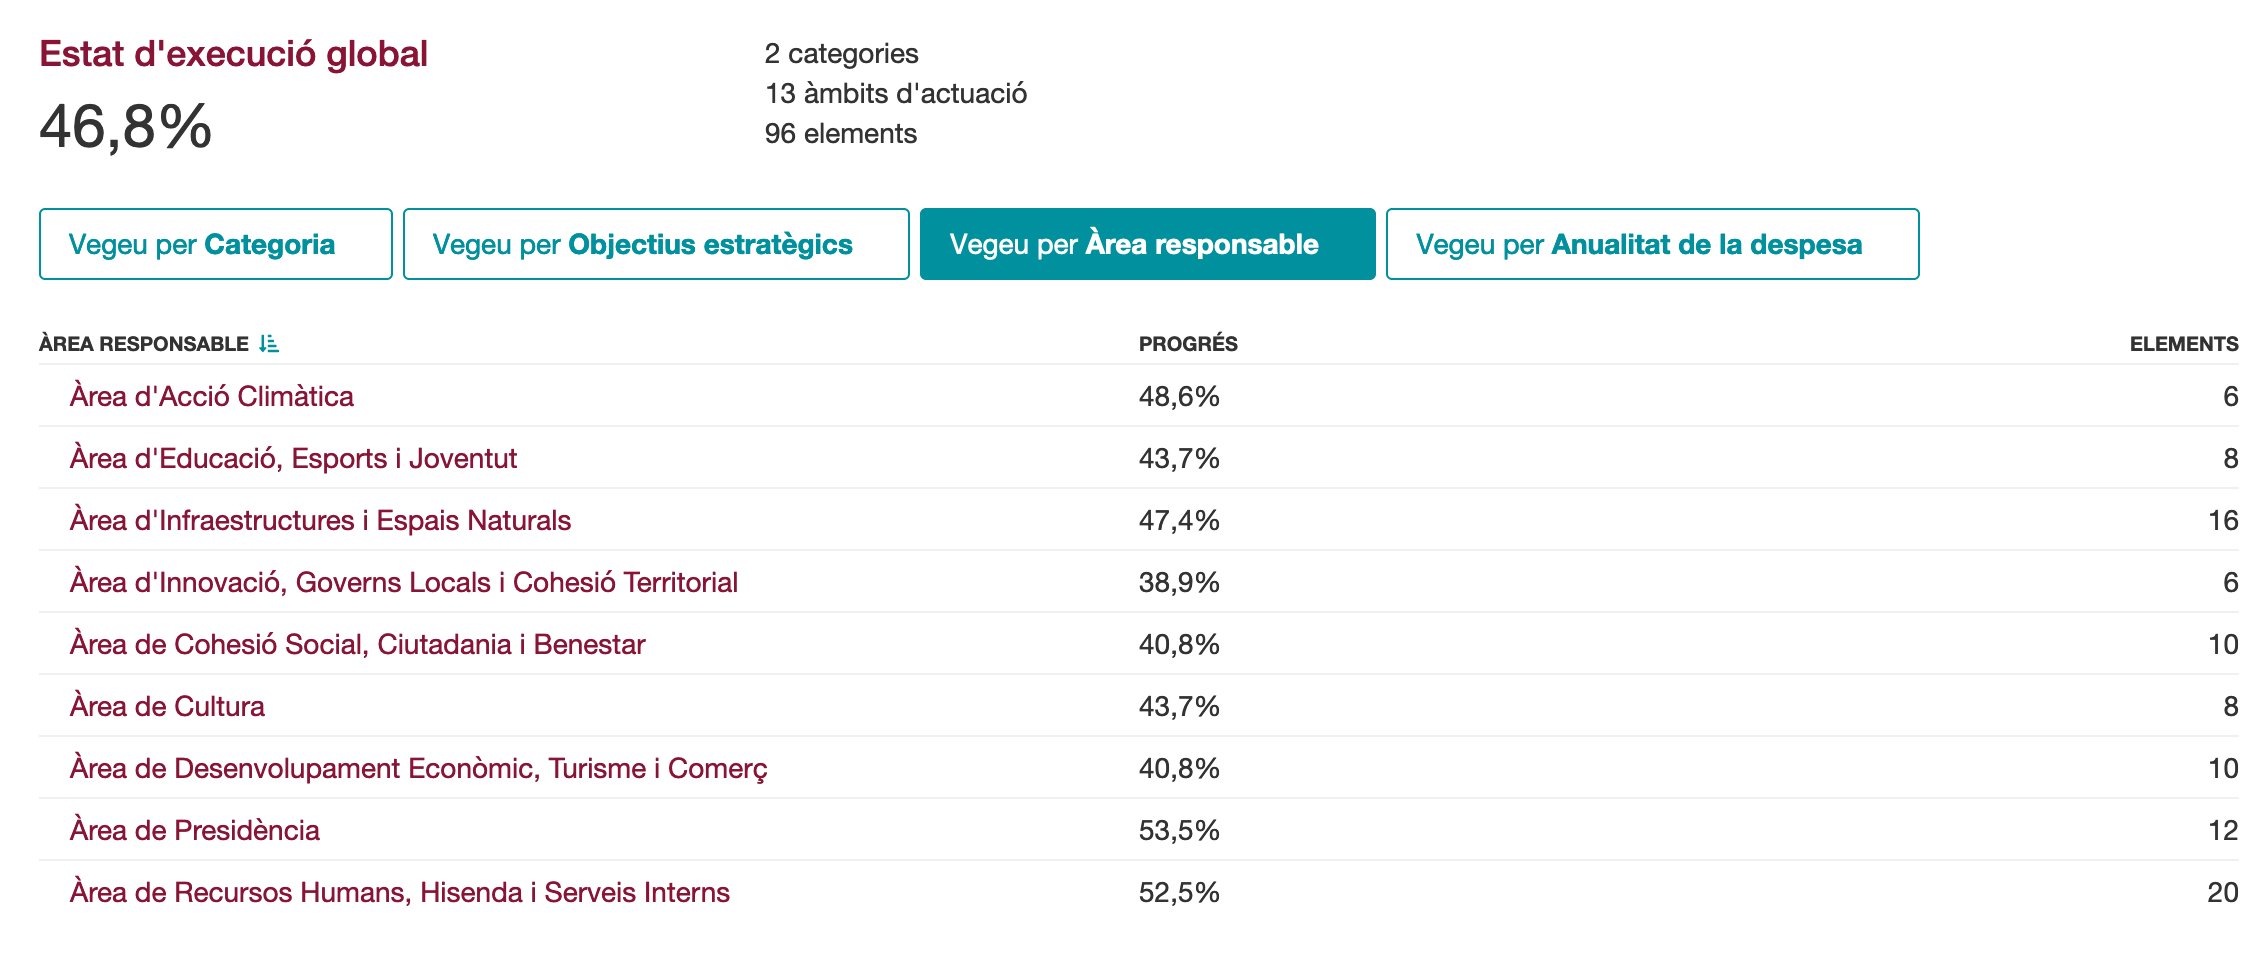 Estat d'execució global
46,8%
2 categories
13 àmbits d'actuació
96 elements
Vegeu per Categoria
Vegeu per Objectius estratègics
Vegeu per Àrea responsable
Vegeu per Anualitat de la despesa
ÀREA RESPONSABLE PROGRÉS ELEMENTS
Àrea d'Acció Climàtica 48,6% 6
Àrea d'Educació, Esports i Joventut 43,7% 8
Àrea d'Infraestructures i Espais Naturals 47,4% 16
Àrea d'Innovació, Governs Locals i Cohesió Territorial 38,9% 6
Àrea de Cohesió Social, Ciutadania i Benestar 40,8% 10
Àrea de Cultura 43,7% 8
Àrea de Desenvolupament Econòmic, Turisme i Comerç 40,8% 10
Àrea de Presidència 53,5% 12
Àrea de Recursos Humans, Hisenda i Serveis Interns 52,5% 20